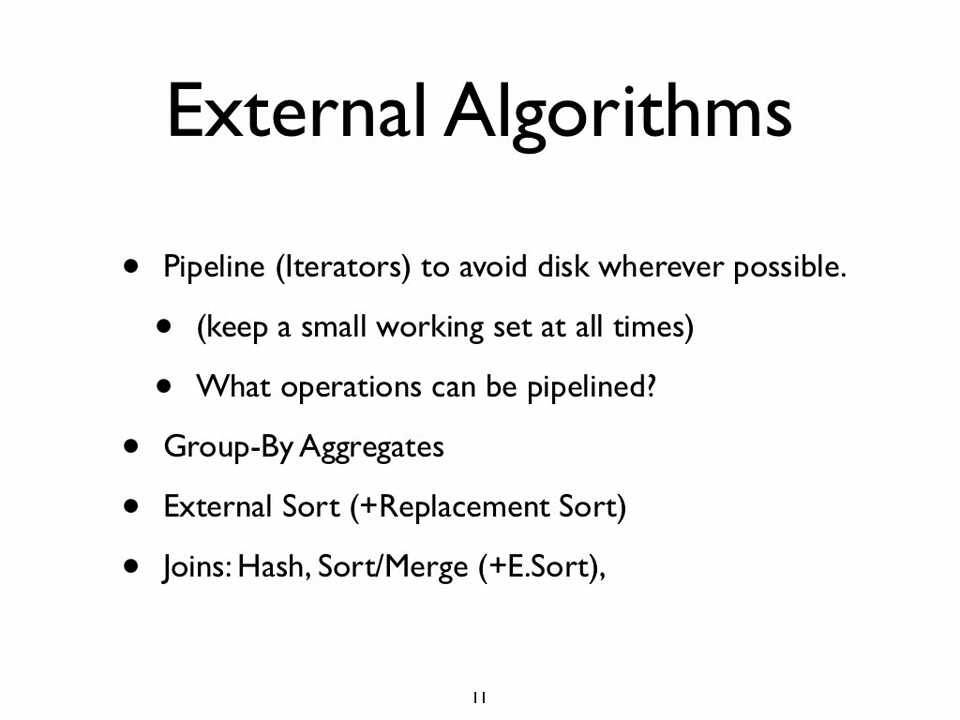 External Algorithms
• Pipeline (Iterators) to avoid disk wherever possible.
• (keep a small working set at all times)
• What operations can be pipelined?
• Group-By Aggregates
• External Sort (+Replacement Sort)
• Joins: Hash, Sort/Merge (+E.Sort),
11